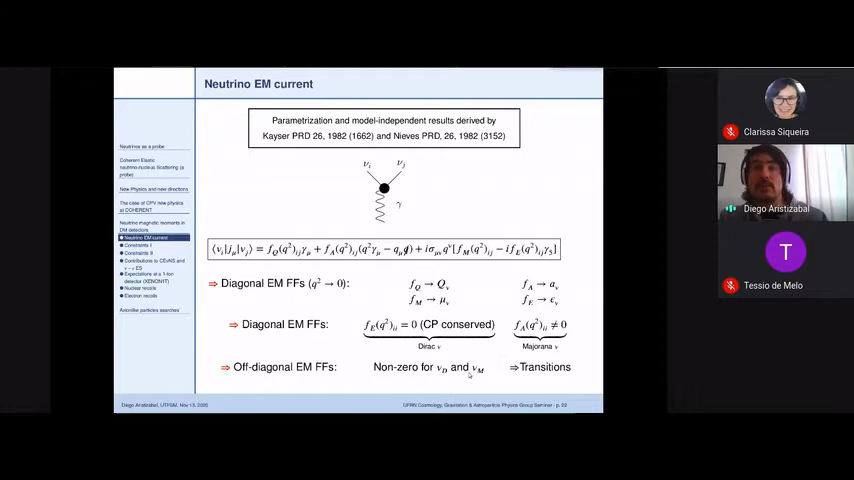 Neutrino EM current
Parametrization and model-independent results derived by
Kayser PRD 26, 1982 (1662) and Nieves PRD, 26, 1982 (3152)
Neutrinos as a probe
Coherent Elastic
neutrino-Nucleus Scattering (a
probe)
New Physics and new directions
The case of CPV new physics
at COHERENT
Neutrino magnetic moments in
DM detectors
● Neutrino EM current
● Constraints I
● Constraints II
● Contributions to CEνNS and
ν − e ES
● Expectations at a 1-ton
detector (XENON1T)
● Nuclear recoils
● Electron recoils
Axionlike particles searches
ν_i ν_j
γ
⟨ν_i|j_μ|ν_j⟩ = f_Q(q²)_ij γ_μ + f_A(q²)_ij (q²γ_μ − q_μ q̸) + iσ_μν q^ν [f_M(q²)_ij − i f_E(q²)_ij γ_5]
⇒ Diagonal EM FFs (q² → 0): f_Q → Q_ν f_A → a_ν
f_M → μ_ν f_E → ϵ_ν
⇒ Diagonal EM FFs: f_E(q²)_ii = 0 (CP conserved) f_A(q²)_ii ≠ 0
Dirac ν Majorana ν
⇒ Off-diagonal EM FFs: Non-zero for ν_D and ν_M ⇒Transitions
Diego Aristizabal, UTFSM, Nov 13, 2020 UFRN Cosmology, Gravitation & Astroparticle Physics Group Seminar - p. 22
Clarissa Siqueira
Diego Aristizabal
T
Tessio de Melo